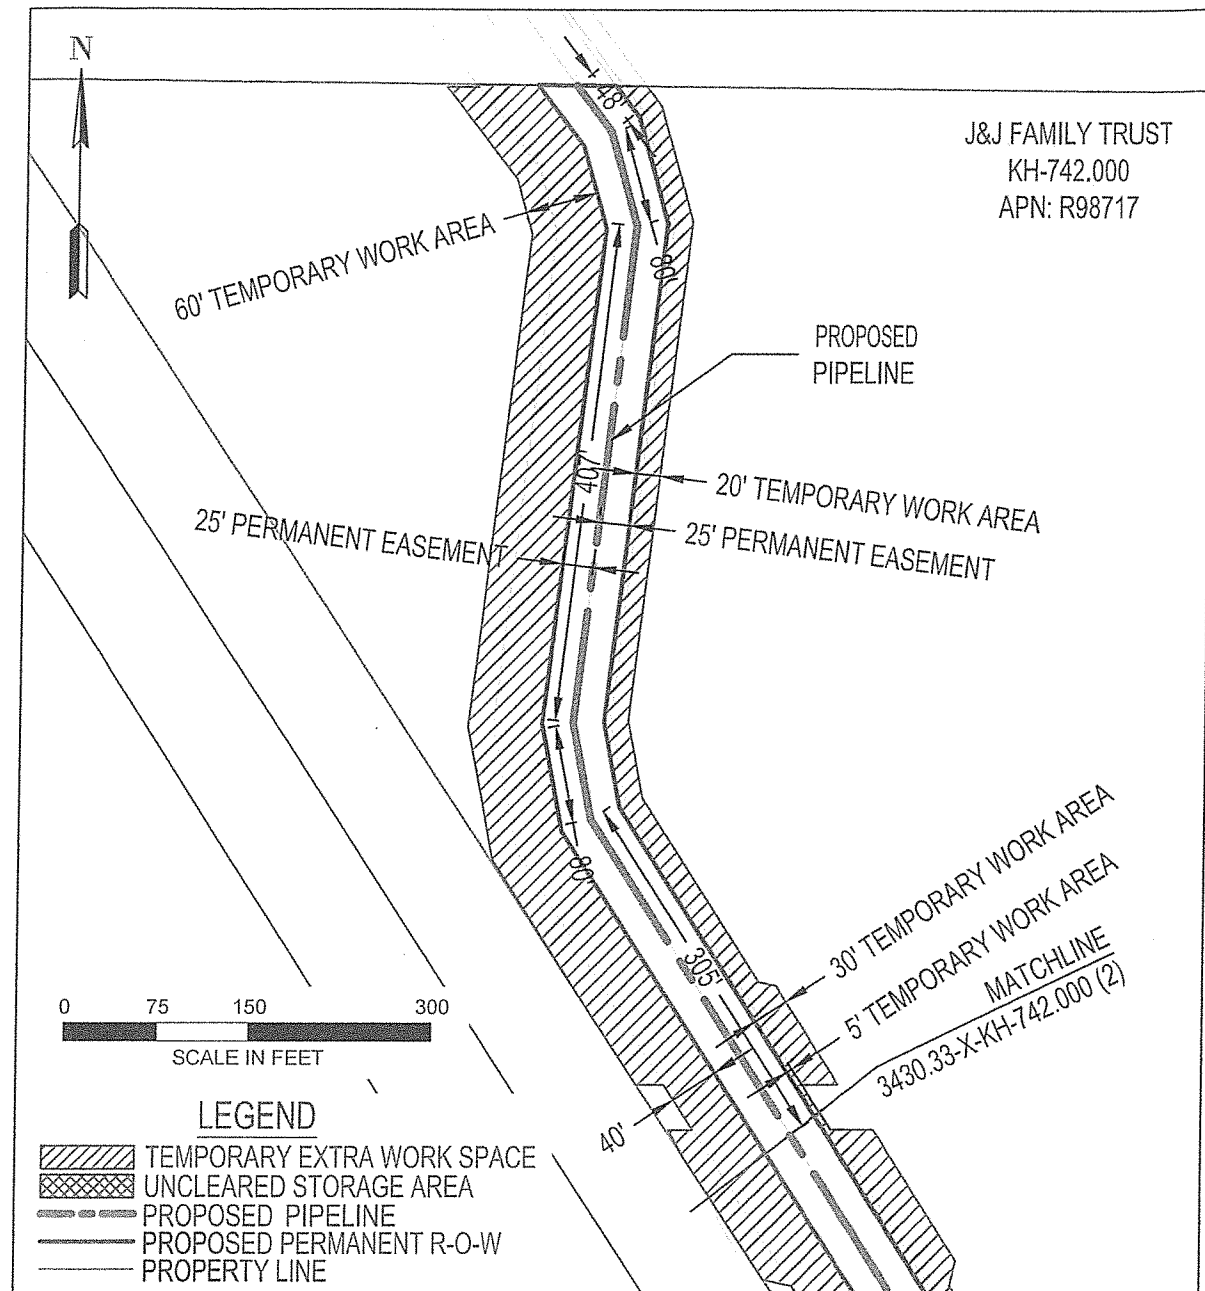 N
48'
J&J FAMILY TRUST
KH-742.000
APN: R98717
60' TEMPORARY WORK AREA
80'
PROPOSED
PIPELINE
407'
20' TEMPORARY WORK AREA
25' PERMANENT EASEMENT
25' PERMANENT EASEMENT
80'
30' TEMPORARY WORK AREA
5' TEMPORARY WORK AREA
MATCHLINE
3430.33-X-KH-742.000 (2)
305'
40'
0 75 150 300
SCALE IN FEET
LEGEND
TEMPORARY EXTRA WORK SPACE
UNCLEARED STORAGE AREA
PROPOSED PIPELINE
PROPOSED PERMANENT R-O-W
PROPERTY LINE